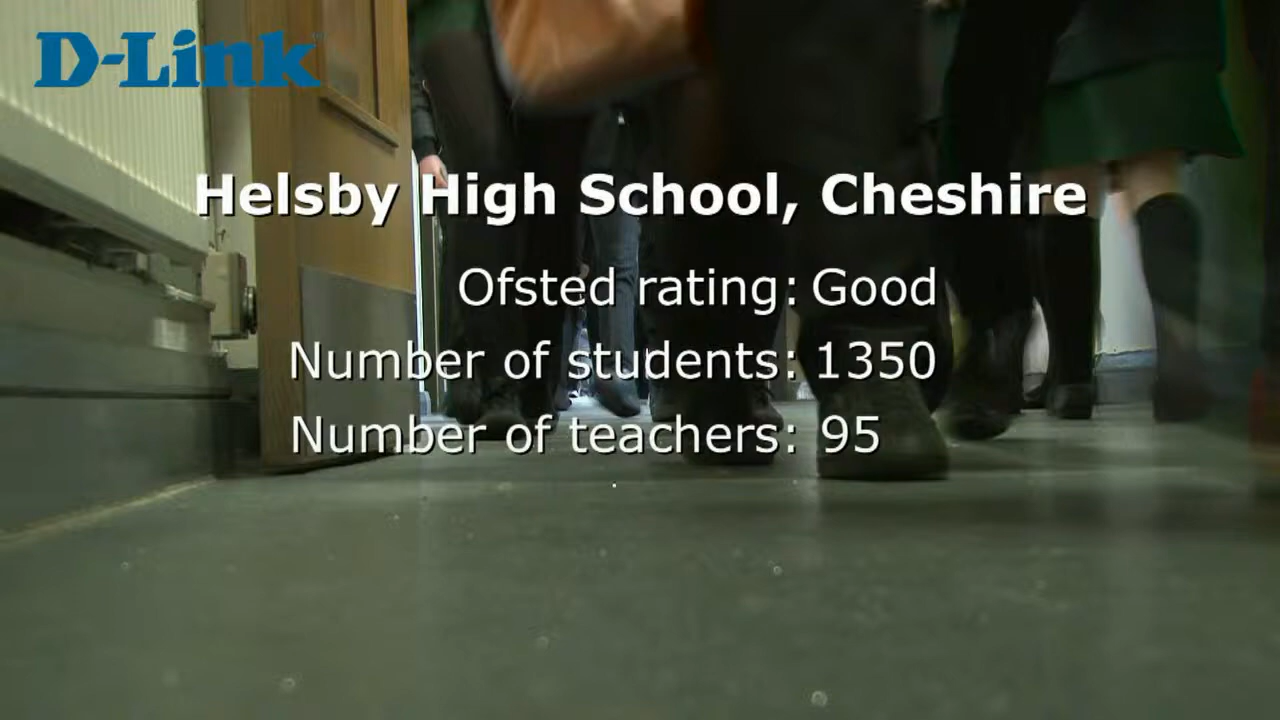 D-Link
Helsby High School, Cheshire
Ofsted rating: Good
Number of students: 1350
Number of teachers: 95